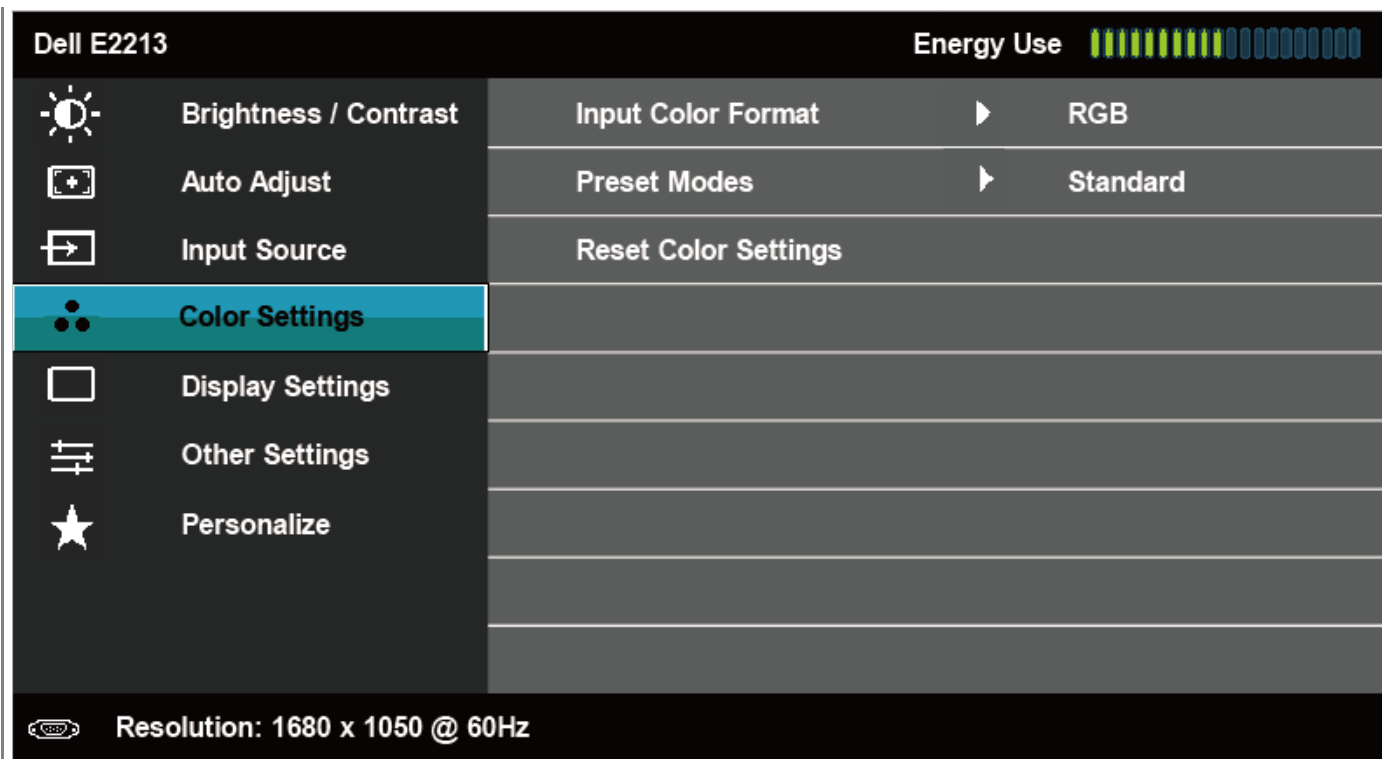 Dell E2213 Energy Use
Brightness / Contrast Input Color Format RGB
Auto Adjust Preset Modes Standard
Input Source Reset Color Settings
Color Settings
Display Settings
Other Settings
Personalize
Resolution: 1680 x 1050 @ 60Hz